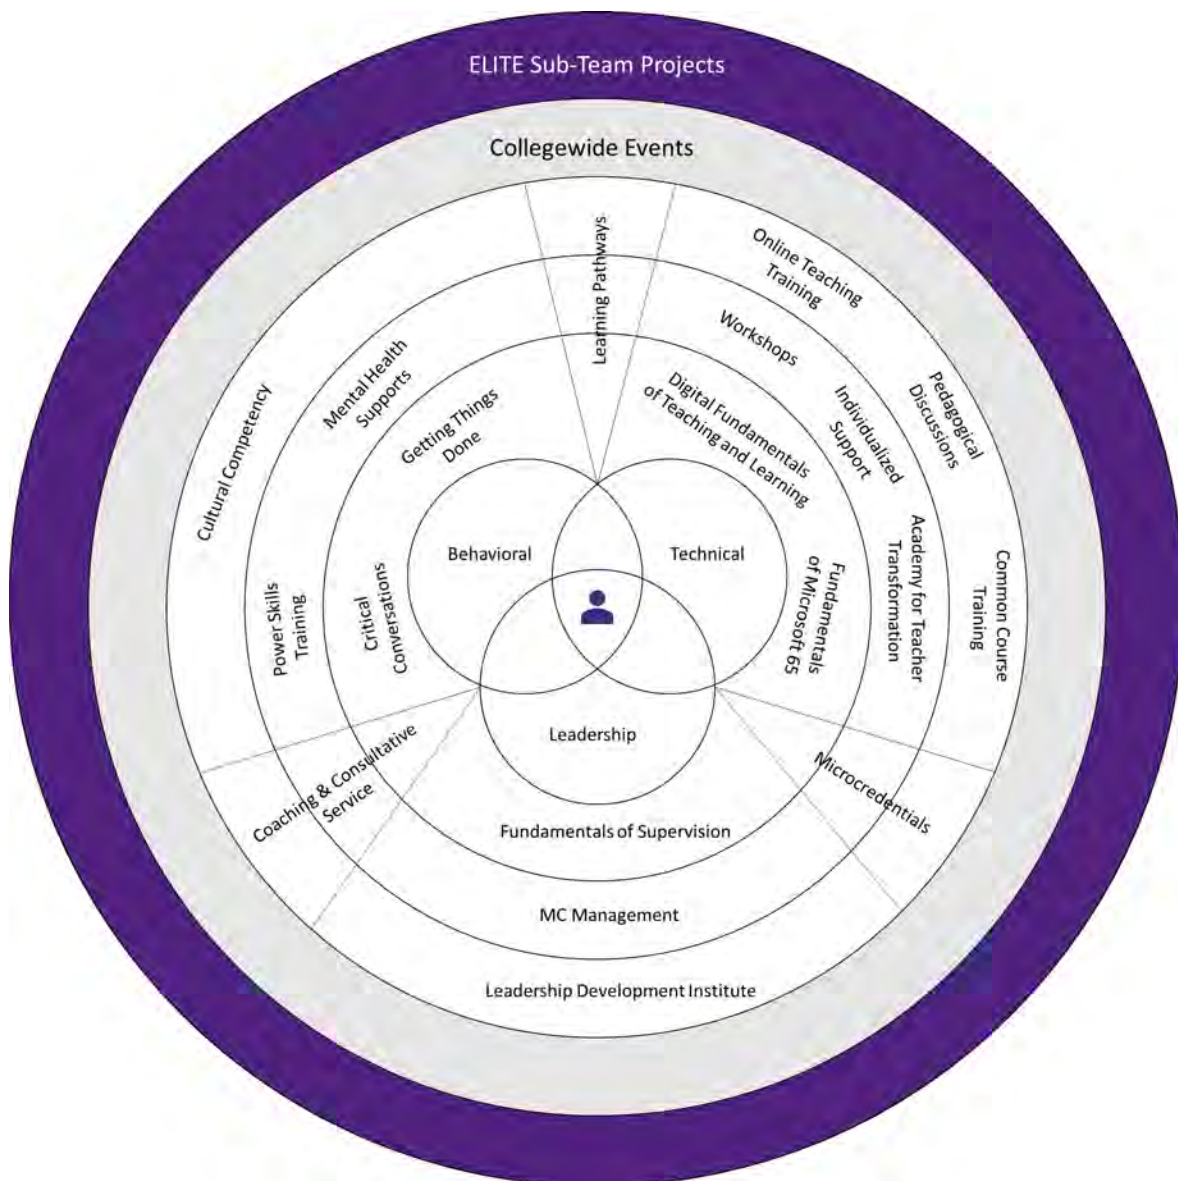 ELITE Sub-Team Projects
Collegewide Events
Learning Pathways
Online Teaching
Training
Workshops
Pedagogical
Discussions
Individualized
Support
Digital Fundamentals
of Teaching and Learning
Mental Health
Supports
Getting Things
Done
Cultural Competency
Behavioral
Technical
Academy for Teacher
Transformation
Common Course
Training
Fundamentals
of Microsoft 65
Power Skills
Training
Critical
Conversations
Leadership
Coaching & Consultative
Service
Microcredentials
Fundamentals of Supervision
MC Management
Leadership Development Institute